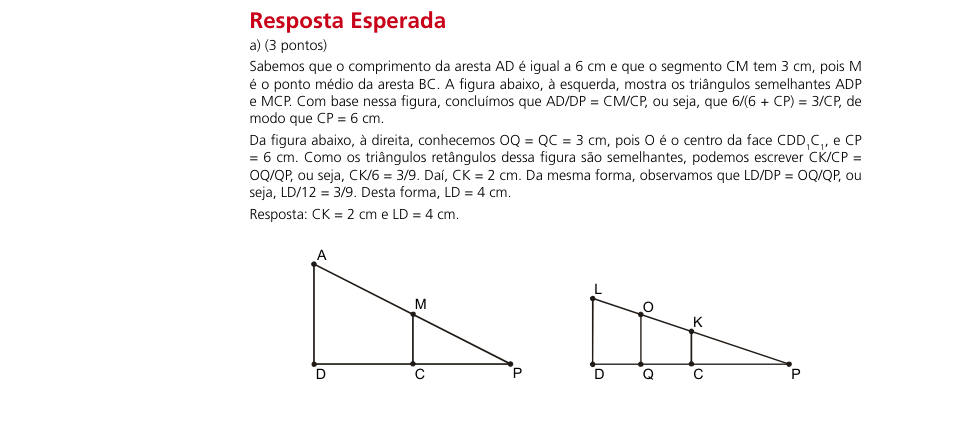 Resposta Esperada
a) (3 pontos)
Sabemos que o comprimento da aresta AD é igual a 6 cm e que o segmento CM tem 3 cm, pois M
é o ponto médio da aresta BC. A figura abaixo, à esquerda, mostra os triângulos semelhantes ADP
e MCP. Com base nessa figura, concluímos que AD/DP = CM/CP, ou seja, que 6/(6 + CP) = 3/CP, de
modo que CP = 6 cm.
Da figura abaixo, à direita, conhecemos OQ = QC = 3 cm, pois O é o centro da face CDD₁C₁, e CP
= 6 cm. Como os triângulos retângulos dessa figura são semelhantes, podemos escrever CK/CP =
OQ/QP, ou seja, CK/6 = 3/9. Daí, CK = 2 cm. Da mesma forma, observamos que LD/DP = OQ/QP, ou
seja, LD/12 = 3/9. Desta forma, LD = 4 cm.
Resposta: CK = 2 cm e LD = 4 cm.
A
M
D
C
P
L
O
K
D
Q
C
P